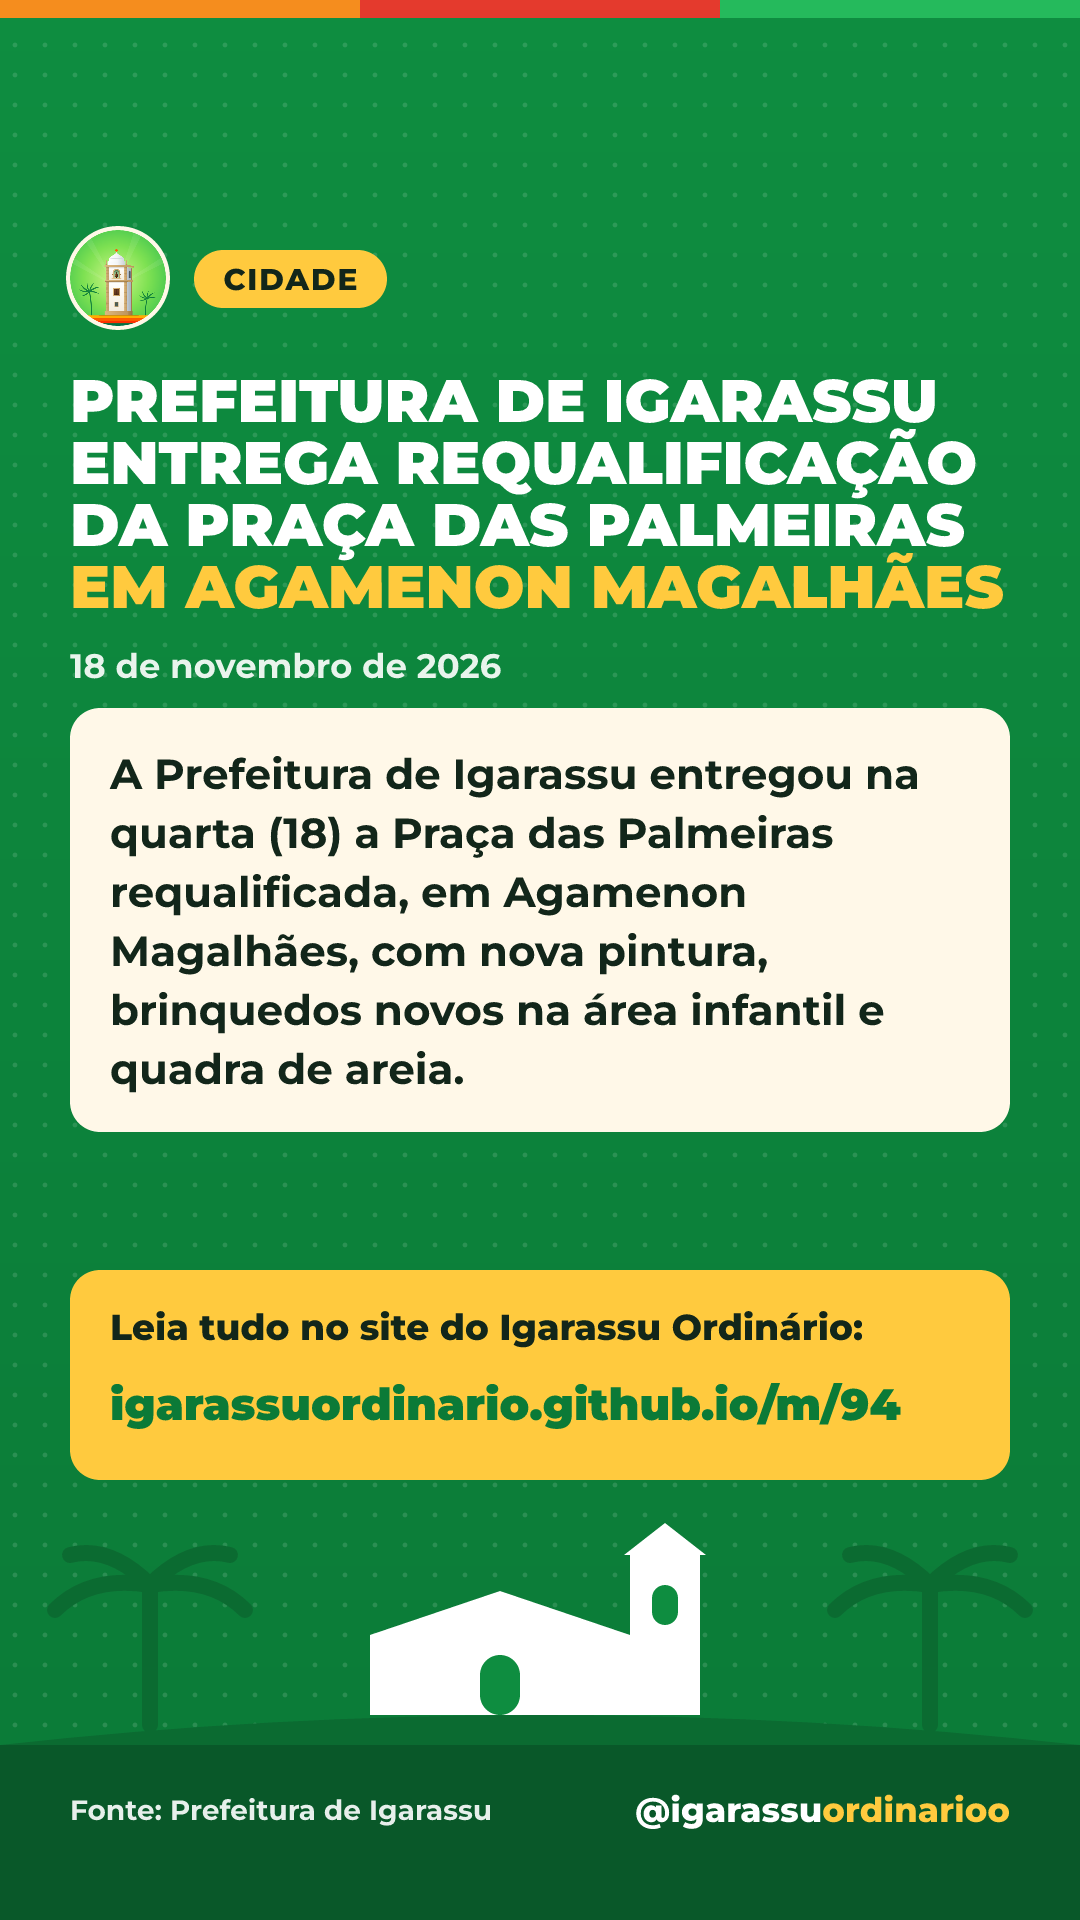 CIDADE
PREFEITURA DE IGARASSU
ENTREGA REQUALIFICAÇÃO
DA PRAÇA DAS PALMEIRAS
EM AGAMENON MAGALHÃES
18 de novembro de 2026
A Prefeitura de Igarassu entregou na
quarta (18) a Praça das Palmeiras
requalificada, em Agamenon
Magalhães, com nova pintura,
brinquedos novos na área infantil e
quadra de areia.
Leia tudo no site do Igarassu Ordinário:
igarassuordinario.github.io/m/94
Fonte: Prefeitura de Igarassu
@igarassuordinarioo